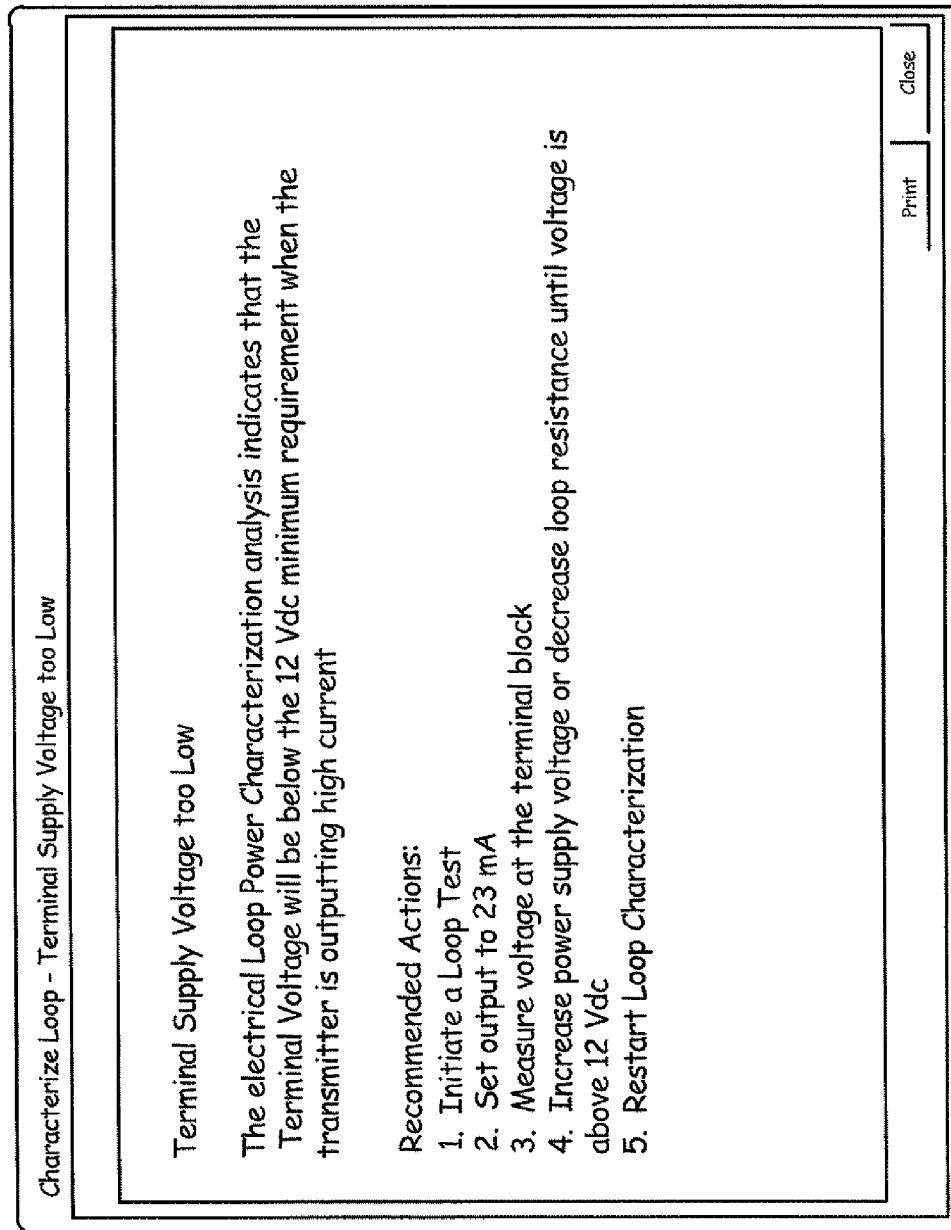 Characterize Loop - Terminal Supply Voltage too Low
Terminal Supply Voltage too Low
The electrical Loop Power Characterization analysis indicates that the
Terminal Voltage will be below the 12 Vdc minimum requirement when the
transmitter is outputting high current
Recommended Actions:
1. Initiate a Loop Test
2. Set output to 23 mA
3. Measure voltage at the terminal block
4. Increase power supply voltage or decrease loop resistance until voltage is
above 12 Vdc
5. Restart Loop Characterization
Print
Close